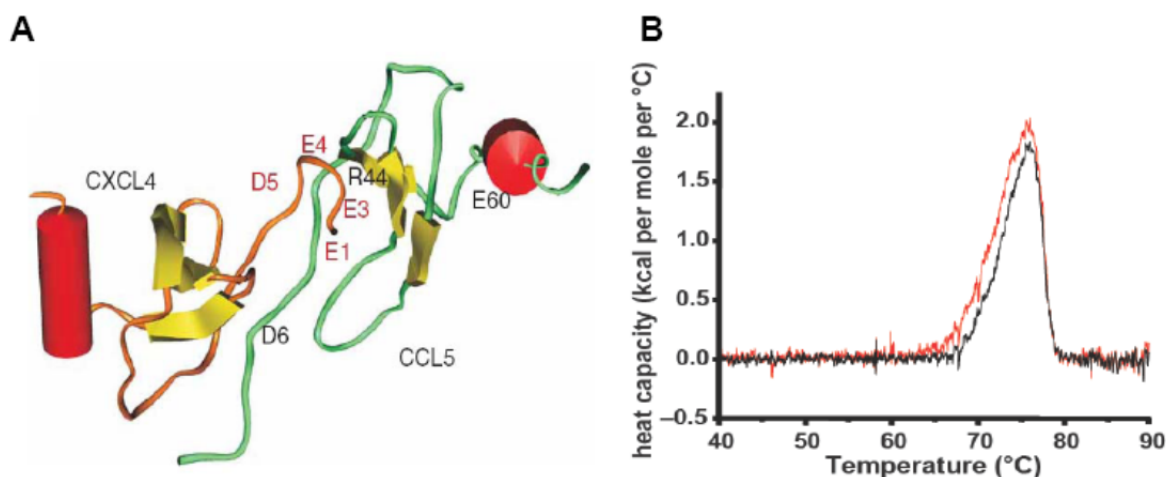 A
CXCL4
E4
D5
R44
E3
E1
E60
D6
CCL5
B
heat capacity (kcal per mole per °C)
2.0
1.5
1.0
0.5
0.0
–0.5
40
50
60
70
80
90
Temperature (°C)